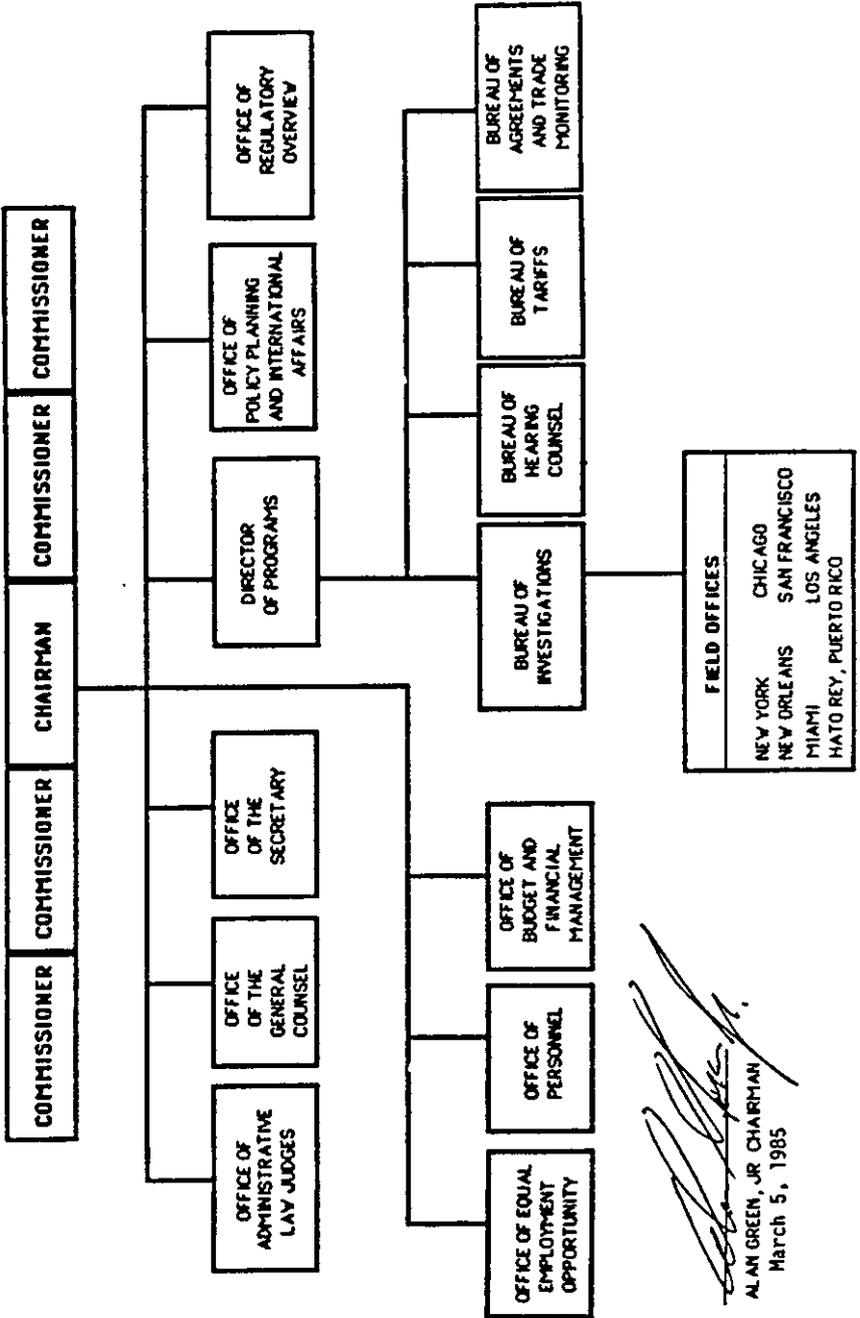 COMMISSIONER
COMMISSIONER
CHAIRMAN
COMMISSIONER
COMMISSIONER
OFFICE OF
ADMINISTRATIVE
LAW JUDGES
OFFICE
OF THE
GENERAL
COUNSEL
OFFICE
OF THE
SECRETARY
DIRECTOR
OF PROGRAMS
OFFICE OF
POLICY PLANNING
AND INTERNATIONAL
AFFAIRS
OFFICE OF
REGULATORY
OVERVIEW
OFFICE OF EQUAL
EMPLOYMENT
OPPORTUNITY
OFFICE OF
PERSONNEL
OFFICE OF
BUDGET AND
FINANCIAL
MANAGEMENT
BUREAU OF
INVESTIGATIONS
BUREAU OF
HEARING
COUNSEL
BUREAU OF
TARIFFS
BUREAU OF
AGREEMENTS
AND TRADE
MONITORING
FIELD OFFICES
NEW YORK CHICAGO
NEW ORLEANS SAN FRANCISCO
MIAMI LOS ANGELES
HATO REY, PUERTO RICO
ALAN GREEN, JR CHAIRMAN
March 5, 1985